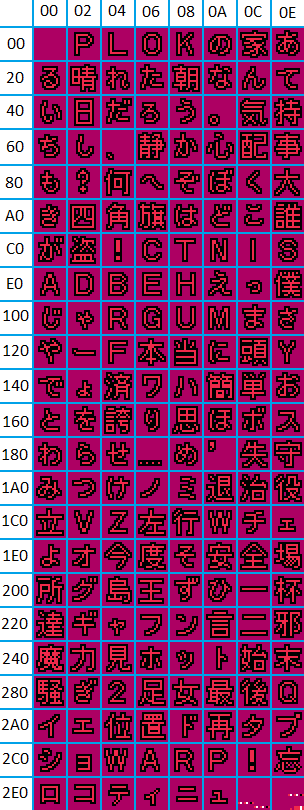 00 02 04 06 08 0A 0C 0E
00 P L O K の 家 あ
20 る 晴 れ た 朝 な ん て
40 い 日 だ ろ う 。 気 持
60 ち し 、 静 か 心 配 事
80 も ? 何 へ ぞ ぼ く 大
A0 き 四 角 旗 は ど こ 誰
C0 が 盗 ! C T N I S
E0 A D B E H え っ 僕
100 じ ゃ R G U M ま さ
120 や ー F 本 当 に 頭 Y
140 で ょ 済 ワ ハ 簡 単 お
160 と を 誇 り 思 ほ ボ ス
180 わ ら せ … め ' 失 守
1A0 み つ け ノ ミ 退 治 役
1C0 立 V Z 左 行 W チ ェ
1E0 よ オ 今 度 そ 安 全 場
200 所 グ 島 王 ず ひ 一 杯
220 達 ギ ャ フ ン 言 二 邪
240 魔 力 見 ホ ッ ト 始 末
280 騒 ぎ 2 足 女 最 後 Q
2A0 イ エ 位 置 ド 再 タ プ
2C0 シ ョ W A R P ! 忘
2E0 ロ コ テ ィ ニ ュ